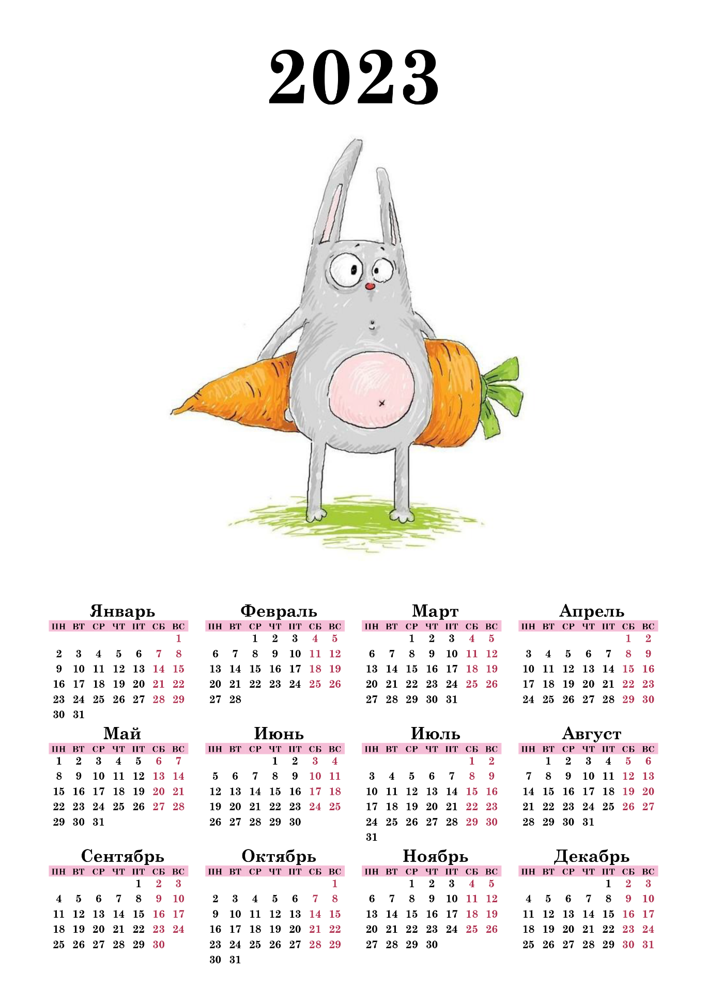 2023
Январь Февраль Март Апрель
ПН ВТ СР ЧТ ПТ СБ ВС ПН ВТ СР ЧТ ПТ СБ ВС ПН ВТ СР ЧТ ПТ СБ ВС ПН ВТ СР ЧТ ПТ СБ ВС
1 1 2 3 4 5 1 2 3 4 5 1 2
2 3 4 5 6 7 8 6 7 8 9 10 11 12 6 7 8 9 10 11 12 3 4 5 6 7 8 9
9 10 11 12 13 14 15 13 14 15 16 17 18 19 13 14 15 16 17 18 19 10 11 12 13 14 15 16
16 17 18 19 20 21 22 20 21 22 23 24 25 26 20 21 22 23 24 25 26 17 18 19 20 21 22 23
23 24 25 26 27 28 29 27 28 27 28 29 30 31 24 25 26 27 28 29 30
30 31
Май Июнь Июль Август
ПН ВТ СР ЧТ ПТ СБ ВС ПН ВТ СР ЧТ ПТ СБ ВС ПН ВТ СР ЧТ ПТ СБ ВС ПН ВТ СР ЧТ ПТ СБ ВС
1 2 3 4 5 6 7 1 2 3 4 1 2 1 2 3 4 5 6
8 9 10 11 12 13 14 5 6 7 8 9 10 11 3 4 5 6 7 8 9 7 8 9 10 11 12 13
15 16 17 18 19 20 21 12 13 14 15 16 17 18 10 11 12 13 14 15 16 14 15 16 17 18 19 20
22 23 24 25 26 27 28 19 20 21 22 23 24 25 17 18 19 20 21 22 23 21 22 23 24 25 26 27
29 30 31 26 27 28 29 30 24 25 26 27 28 29 30 28 29 30 31
31
Сентябрь Октябрь Ноябрь Декабрь
ПН ВТ СР ЧТ ПТ СБ ВС ПН ВТ СР ЧТ ПТ СБ ВС ПН ВТ СР ЧТ ПТ СБ ВС ПН ВТ СР ЧТ ПТ СБ ВС
1 2 3 1 1 2 3 4 5 1 2 3
4 5 6 7 8 9 10 2 3 4 5 6 7 8 6 7 8 9 10 11 12 4 5 6 7 8 9 10
11 12 13 14 15 16 17 9 10 11 12 13 14 15 13 14 15 16 17 18 19 11 12 13 14 15 16 17
18 19 20 21 22 23 24 16 17 18 19 20 21 22 20 21 22 23 24 25 26 18 19 20 21 22 23 24
25 26 27 28 29 30 23 24 25 26 27 28 29 27 28 29 30 25 26 27 28 29 30 31
30 31